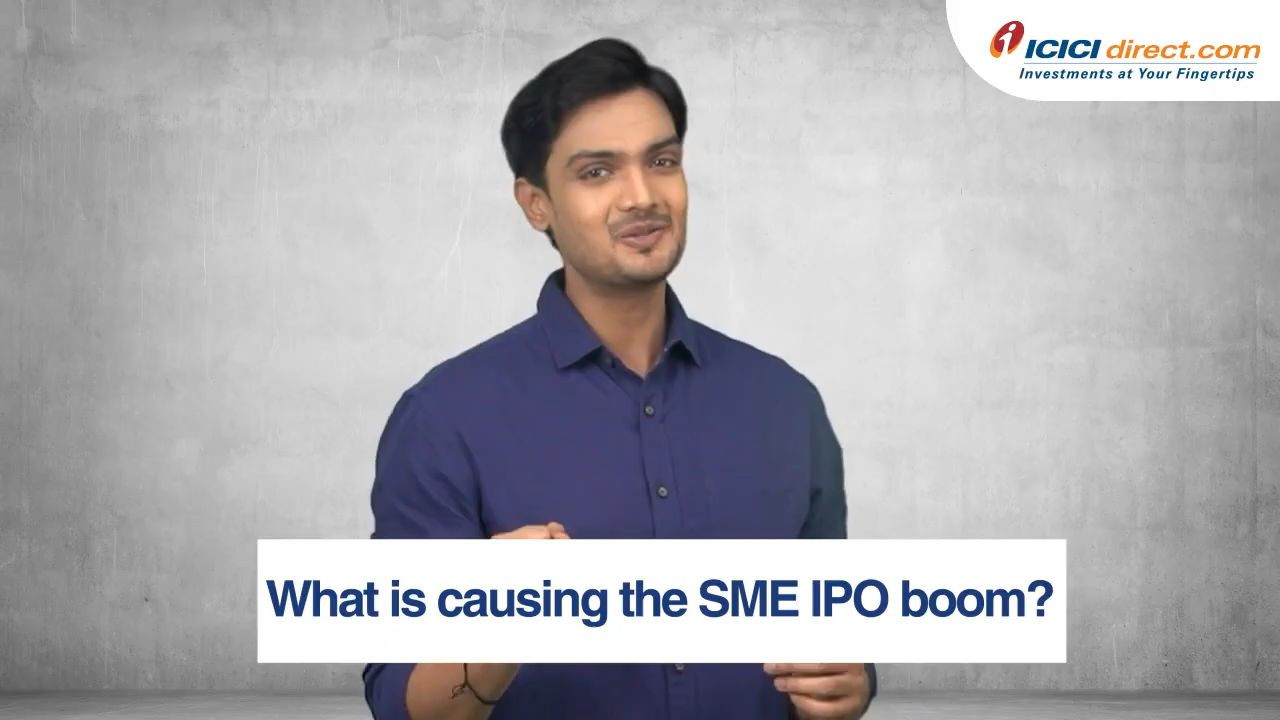 ICICI direct.com
Investments at Your Fingertips
What is causing the SME IPO boom?